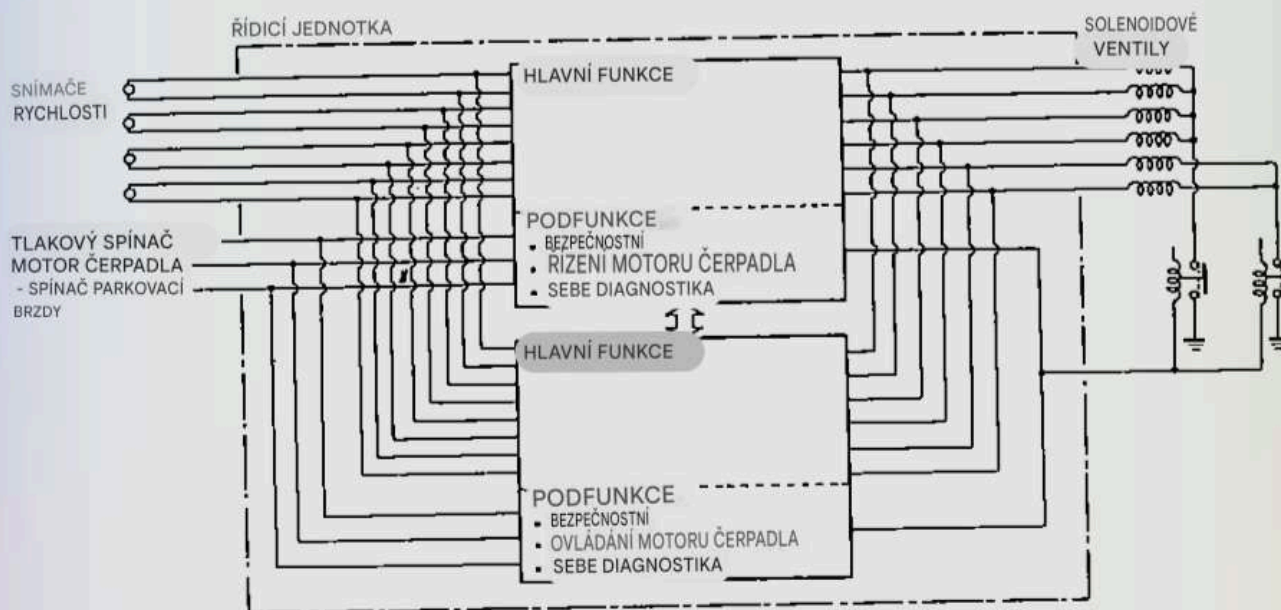 ŘÍDICÍ JEDNOTKA
SOLENOIDOVÉ
VENTILY
SNÍMAČE
RYCHLOSTI
HLAVNÍ FUNKCE
PODFUNKCE
▪ BEZPEČNOSTNÍ
▪ ŘÍZENÍ MOTORU ČERPADLA
▪ SEBE DIAGNOSTIKA
TLAKOVÝ SPÍNAČ
MOTOR ČERPADLA
- SPÍNAČ PARKOVACÍ
BRZDY
HLAVNÍ FUNKCE
PODFUNKCE
▪ BEZPEČNOSTNÍ
▪ OVLÁDÁNÍ MOTORU ČERPADLA
▪ SEBE DIAGNOSTIKA